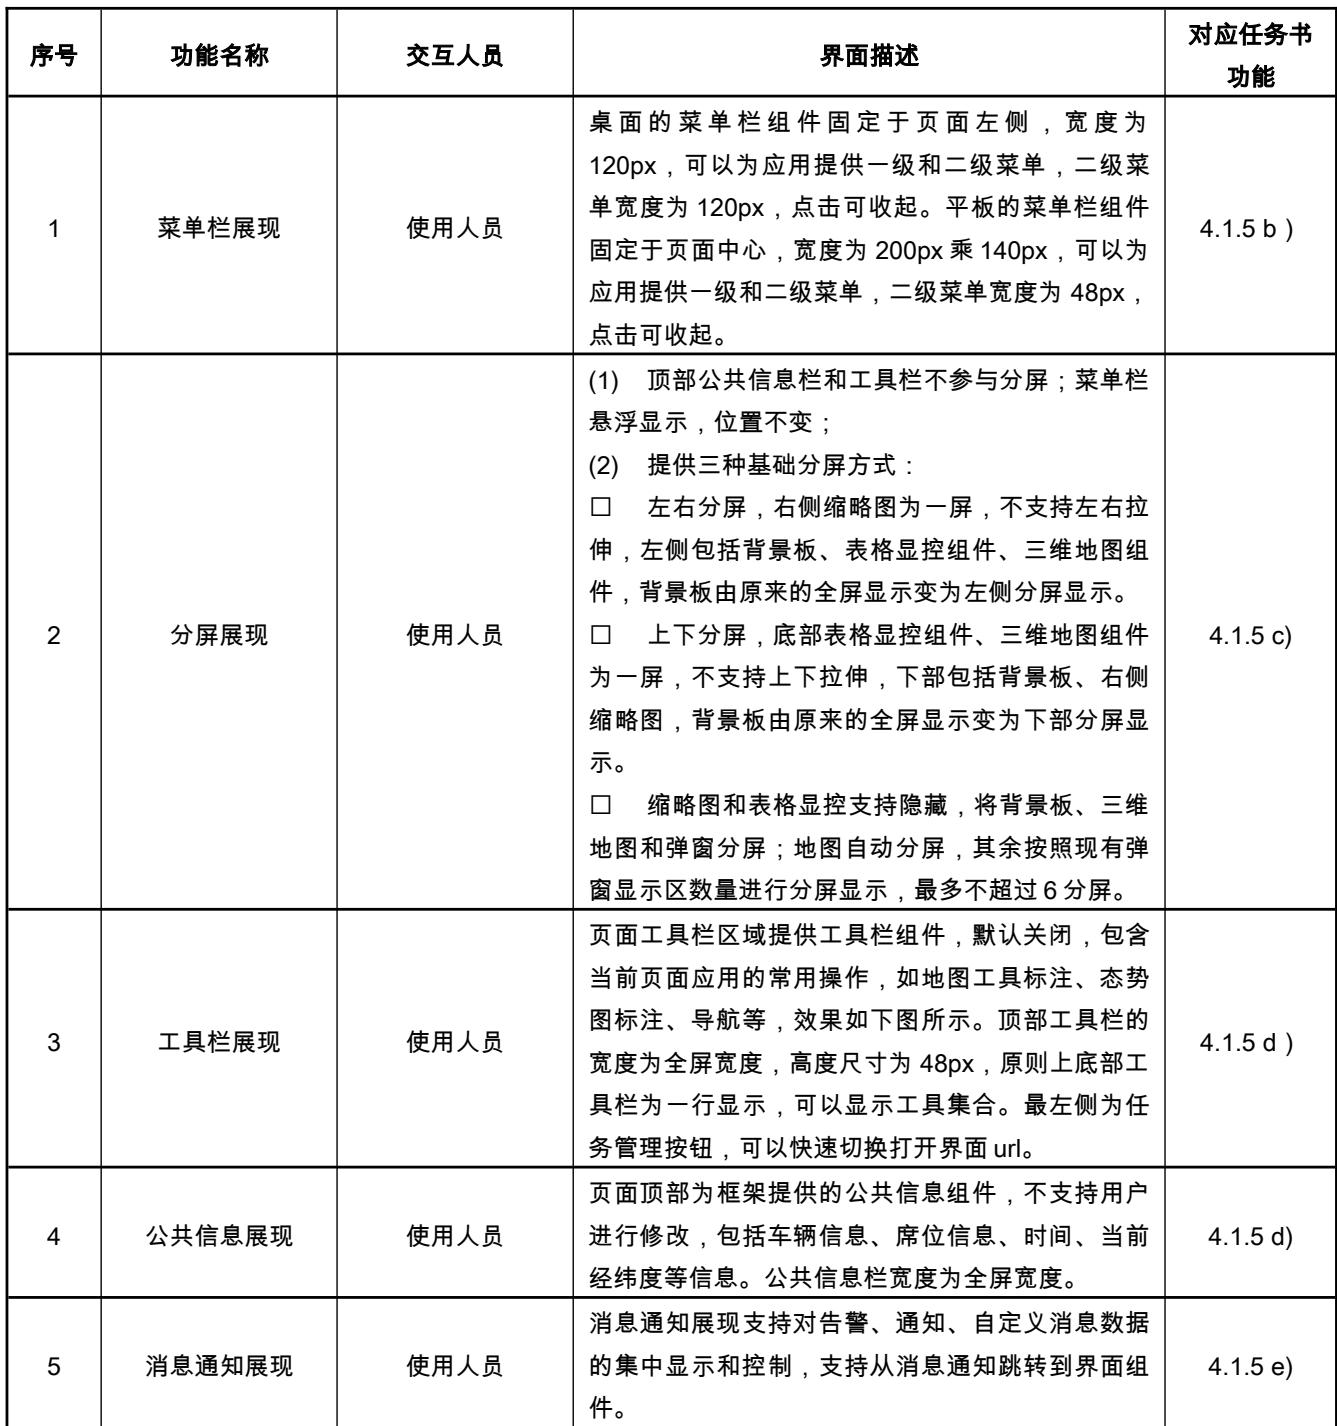 序号 功能名称 交互人员 界面描述 对应任务书
功能
桌面的菜单栏组件固定于页面左侧，宽度为
120px，可以为应用提供一级和二级菜单，二级菜
单宽度为 120px，点击可收起。平板的菜单栏组件
1 菜单栏展现 使用人员 固定于页面中心，宽度为 200px 乘 140px，可以为 4.1.5 b）
应用提供一级和二级菜单，二级菜单宽度为 48px，
点击可收起。
(1) 顶部公共信息栏和工具栏不参与分屏；菜单栏
悬浮显示，位置不变；
(2) 提供三种基础分屏方式：
□ 左右分屏，右侧缩略图为一屏，不支持左右拉
伸，左侧包括背景板、表格显控组件、三维地图组
件，背景板由原来的全屏显示变为左侧分屏显示。
2 分屏展现 使用人员 □ 上下分屏，底部表格显控组件、三维地图组件 4.1.5 c)
为一屏，不支持上下拉伸，下部包括背景板、右侧
缩略图，背景板由原来的全屏显示变为下部分屏显
示。
□ 缩略图和表格显控支持隐藏，将背景板、三维
地图和弹窗分屏；地图自动分屏，其余按照现有弹
窗显示区数量进行分屏显示，最多不超过 6 分屏。
页面工具栏区域提供工具栏组件，默认关闭，包含
当前页面应用的常用操作，如地图工具标注、态势
图标注、导航等，效果如下图所示。顶部工具栏的
3 工具栏展现 使用人员 宽度为全屏宽度，高度尺寸为 48px，原则上底部工 4.1.5 d）
具栏为一行显示，可以显示工具集合。最左侧为任
务管理按钮，可以快速切换打开界面 url。
页面顶部为框架提供的公共信息组件，不支持用户
4 公共信息展现 使用人员 进行修改，包括车辆信息、席位信息、时间、当前 4.1.5 d)
经纬度等信息。公共信息栏宽度为全屏宽度。
消息通知展现支持对告警、通知、自定义消息数据
5 消息通知展现 使用人员 的集中显示和控制，支持从消息通知跳转到界面组 4.1.5 e)
件。